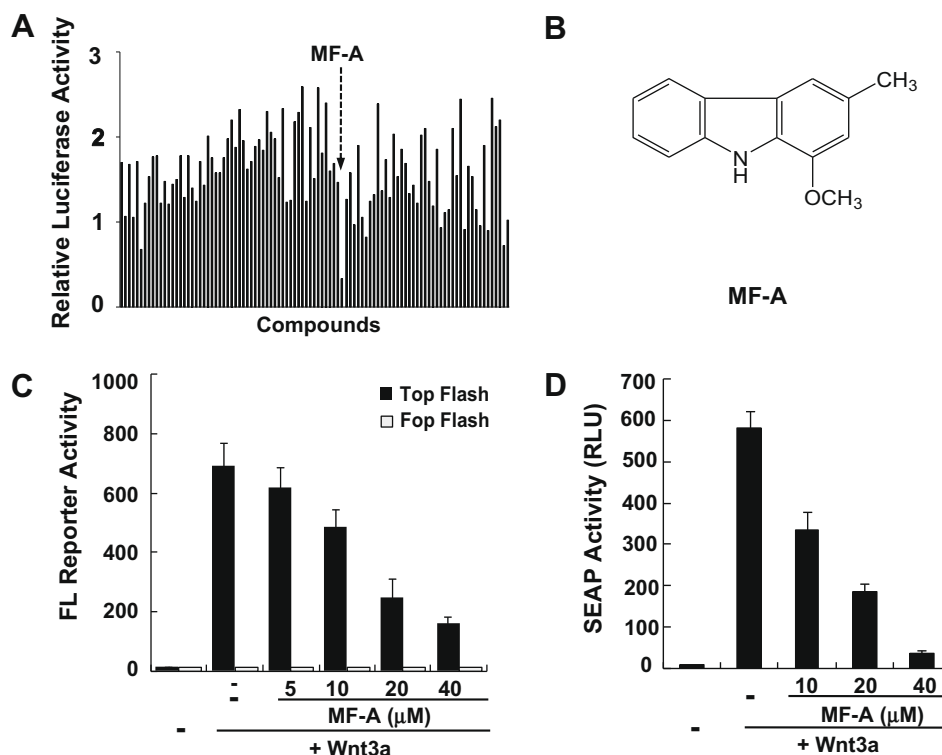 A
MF-A
Relative Luciferase Activity
3
2
1
0
Compounds
B
CH3
N
H
OCH3
MF-A
C
FL Reporter Activity
1000
800
600
400
200
0
Top Flash
Fop Flash
- - 5 10 20 40
- MF-A (μM)
+ Wnt3a
D
SEAP Activity (RLU)
700
600
500
400
300
200
100
0
- 10 20 40
- MF-A (μM)
+ Wnt3a